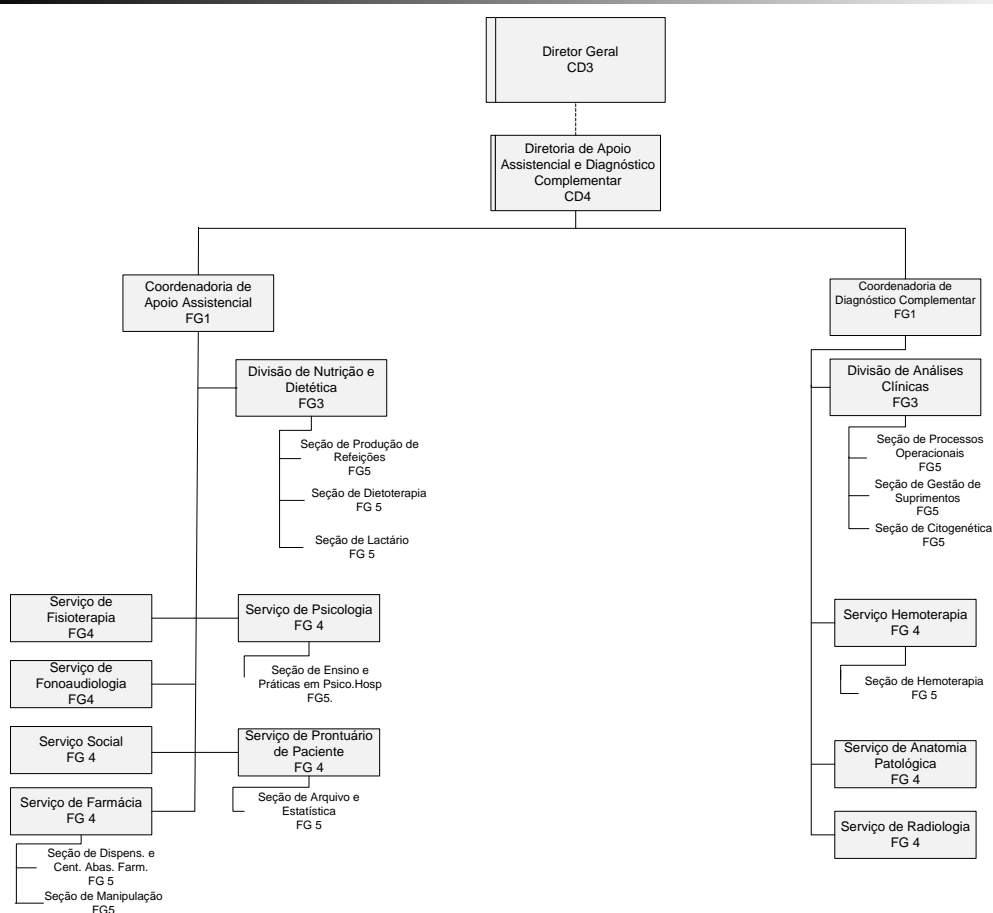 Diretor Geral
CD3
Diretoria de Apoio
Assistencial e Diagnóstico
Complementar
CD4
Coordenadoria de
Apoio Assistencial
FG1
Coordenadoria de
Diagnóstico Complementar
FG1
Divisão de Nutrição e
Dietética
FG3
Seção de Produção de
Refeições
FG5
Seção de Dietoterapia
FG 5
Seção de Lactário
FG 5
Divisão de Análises
Clínicas
FG3
Seção de Processos
Operacionais
FG5
Seção de Gestão de
Suprimentos
FG5
Seção de Citogenética
FG5
Serviço de
Fisioterapia
FG4
Serviço de Psicologia
FG 4
Seção de Ensino e
Práticas em Psico.Hosp
FG5.
Serviço de
Fonoaudiologia
FG4
Serviço Social
FG 4
Serviço de Prontuário
de Paciente
FG 4
Seção de Arquivo e
Estatística
FG 5
Serviço de Farmácia
FG 4
Seção de Dispens. e
Cent. Abas. Farm.
FG 5
Seção de Manipulação
FG5
Serviço Hemoterapia
FG 4
Seção de Hemoterapia
FG 5
Serviço de Anatomia
Patológica
FG 4
Serviço de Radiologia
FG 4